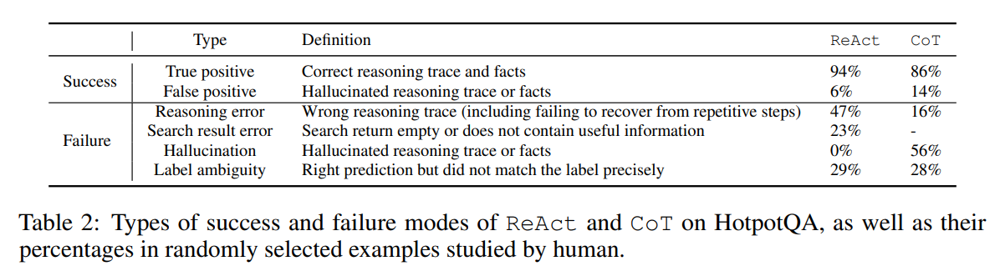 Type Definition ReAct CoT
Success True positive Correct reasoning trace and facts 94% 86%
False positive Hallucinated reasoning trace or facts 6% 14%
Failure Reasoning error Wrong reasoning trace (including failing to recover from repetitive steps) 47% 16%
Search result error Search return empty or does not contain useful information 23% -
Hallucination Hallucinated reasoning trace or facts 0% 56%
Label ambiguity Right prediction but did not match the label precisely 29% 28%
Table 2: Types of success and failure modes of ReAct and CoT on HotpotQA, as well as their
percentages in randomly selected examples studied by human.